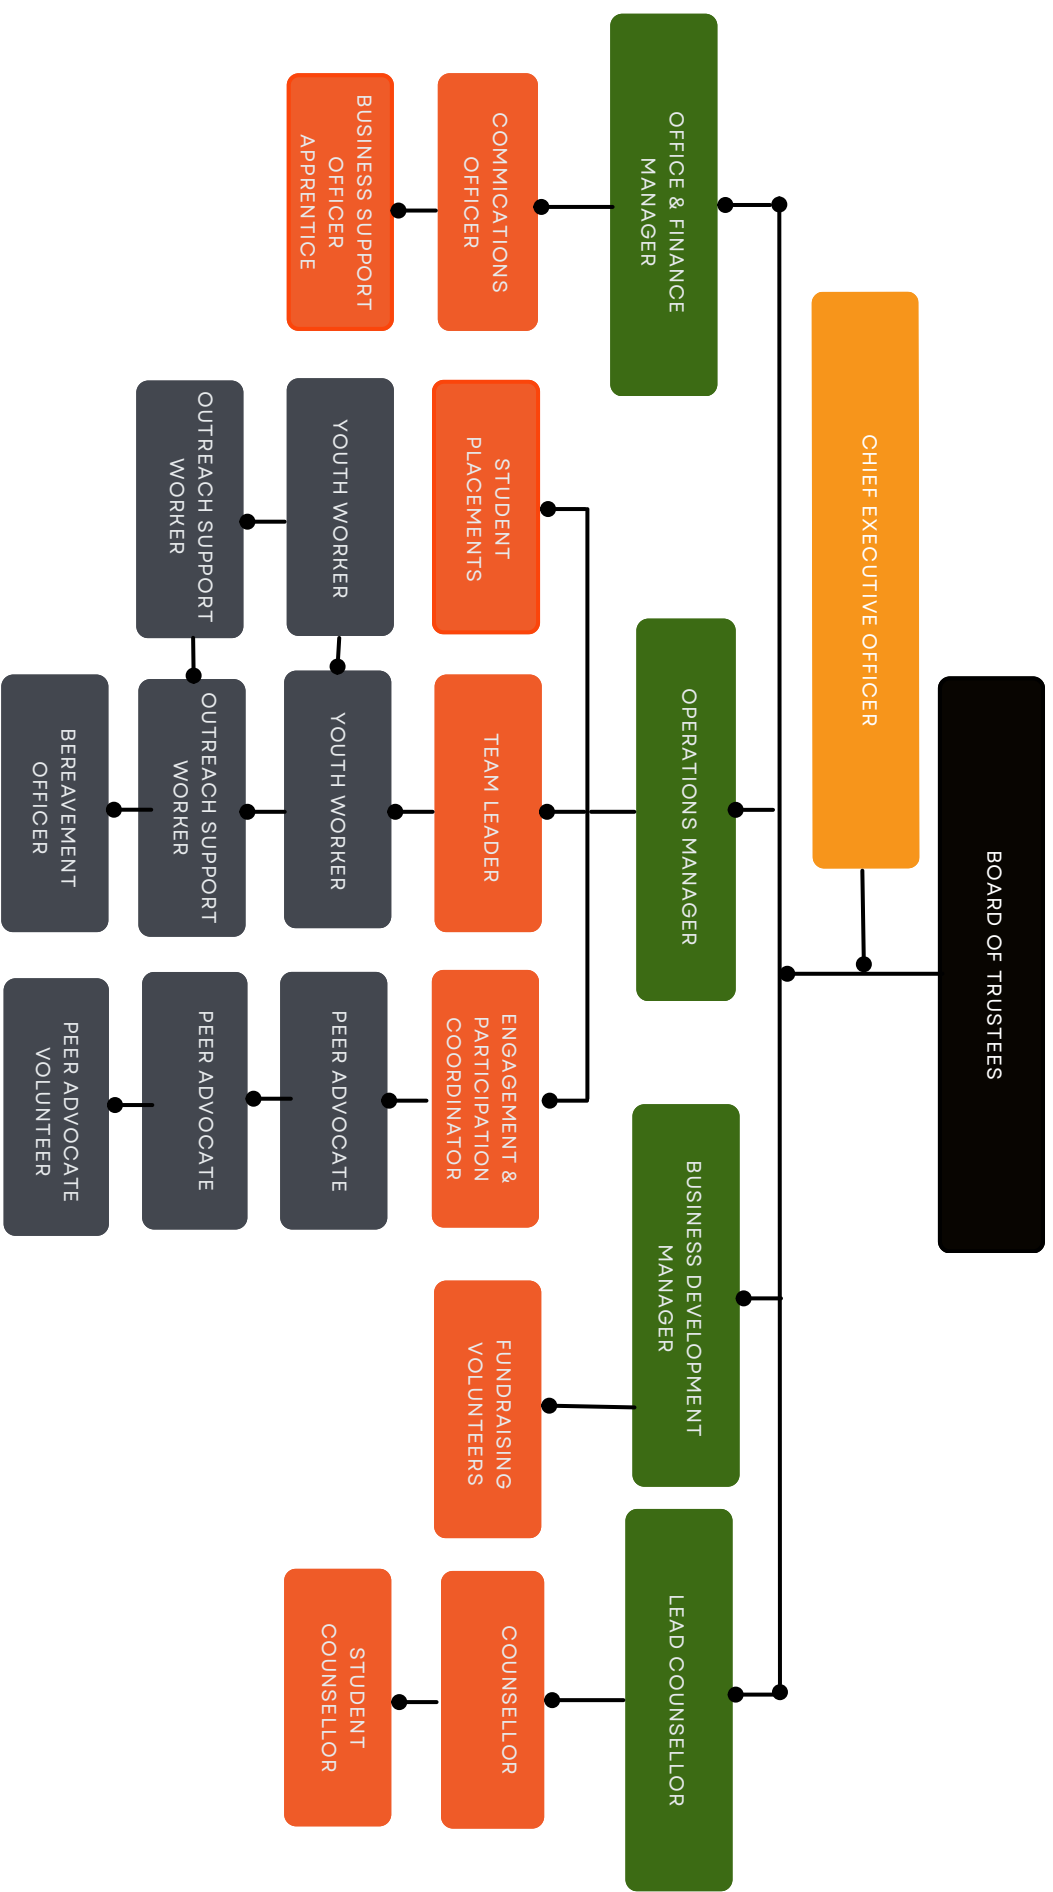 BOARD OF TRUSTEES
CHIEF EXECUTIVE OFFICER
OFFICE & FINANCE
MANAGER
OPERATIONS MANAGER
BUSINESS DEVELOPMENT
MANAGER
LEAD COUNSELLOR
COMMICATIONS
OFFICER
STUDENT
PLACEMENTS
TEAM LEADER
ENGAGEMENT &
PARTICIPATION
COORDINATOR
FUNDRAISING
VOLUNTEERS
COUNSELLOR
BUSINESS SUPPORT
OFFICER
APPRENTICE
YOUTH WORKER
YOUTH WORKER
PEER ADVOCATE
STUDENT
COUNSELLOR
OUTREACH SUPPORT
WORKER
OUTREACH SUPPORT
WORKER
PEER ADVOCATE
BEREAVEMENT
OFFICER
PEER ADVOCATE
VOLUNTEER